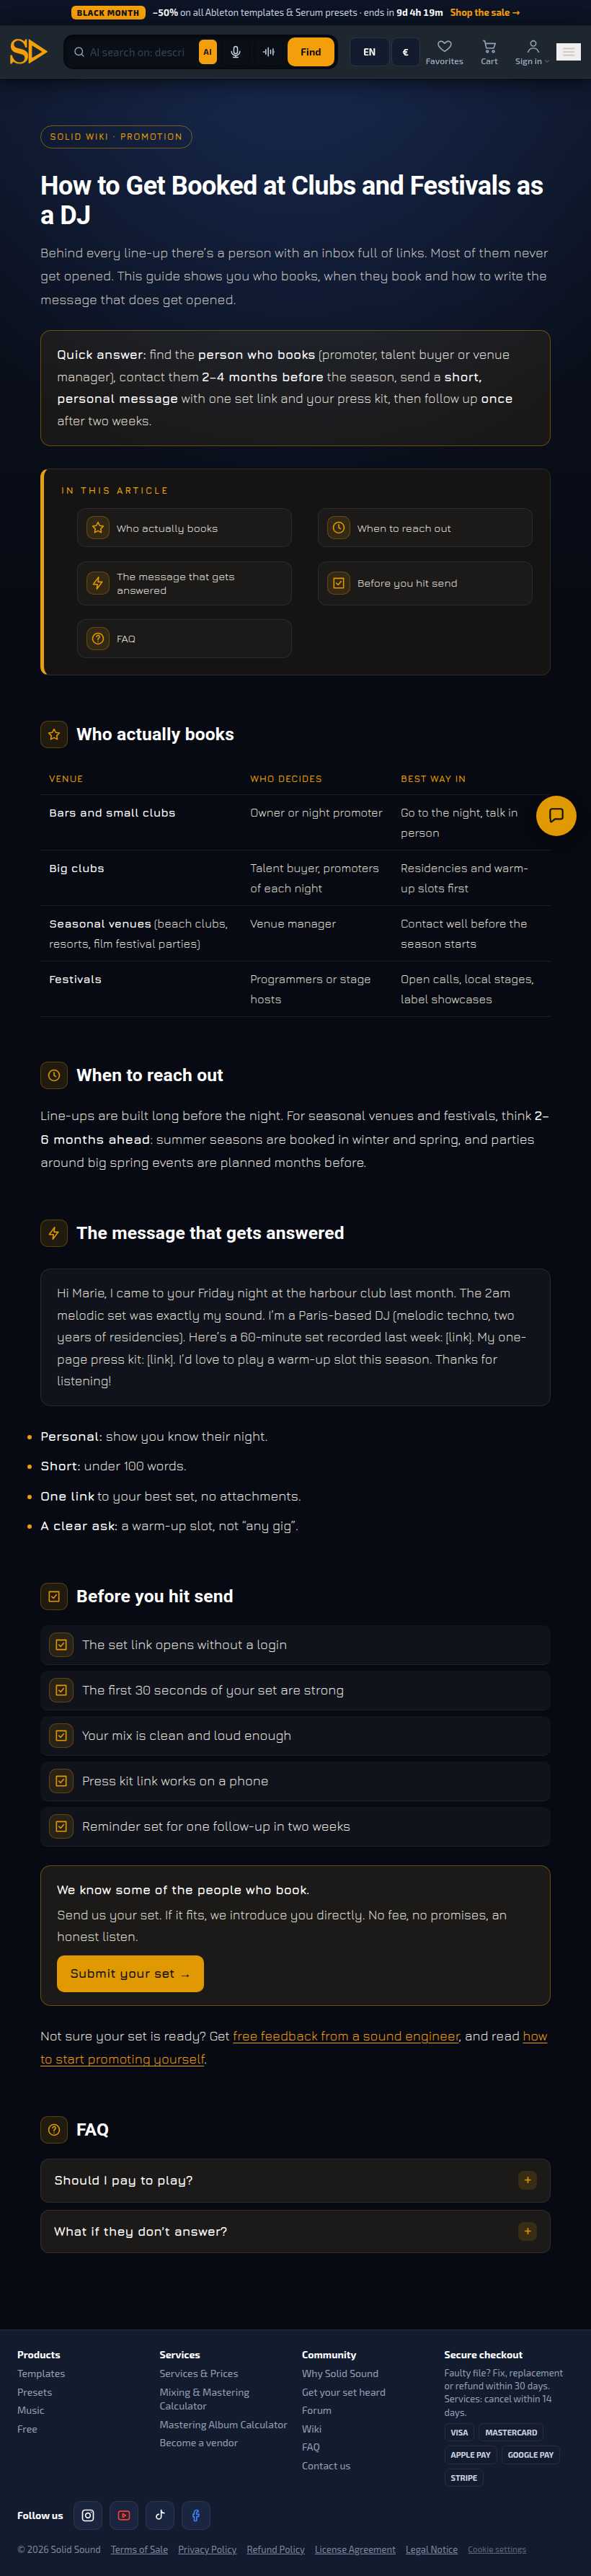 BLACK MONTH −50% on all Ableton templates & Serum presets · ends in 9d 4h 19m Shop the sale →
SD AI search on: descri AI Find EN € Favorites Cart Sign in
SOLID WIKI · PROMOTION
How to Get Booked at Clubs and Festivals as
a DJ
Behind every line-up there's a person with an inbox full of links. Most of them never
get opened. This guide shows you who books, when they book and how to write the
message that does get opened.
Quick answer: find the person who books (promoter, talent buyer or venue
manager), contact them 2–4 months before the season, send a short,
personal message with one set link and your press kit, then follow up once
after two weeks.
IN THIS ARTICLE
Who actually books
When to reach out
The message that gets
answered
Before you hit send
FAQ
Who actually books
VENUE WHO DECIDES BEST WAY IN
Bars and small clubs Owner or night promoter Go to the night, talk in
person
Big clubs Talent buyer, promoters Residencies and warm-
of each night up slots first
Seasonal venues (beach clubs, Venue manager Contact well before the
resorts, film festival parties) season starts
Festivals Programmers or stage Open calls, local stages,
hosts label showcases
When to reach out
Line-ups are built long before the night. For seasonal venues and festivals, think 2–
6 months ahead: summer seasons are booked in winter and spring, and parties
around big spring events are planned months before.
The message that gets answered
Hi Marie, I came to your Friday night at the harbour club last month. The 2am
melodic set was exactly my sound. I'm a Paris-based DJ (melodic techno, two
years of residencies). Here's a 60-minute set recorded last week: [link]. My one-
page press kit: [link]. I'd love to play a warm-up slot this season. Thanks for
listening!
Personal: show you know their night.
Short: under 100 words.
One link to your best set, no attachments.
A clear ask: a warm-up slot, not “any gig”.
Before you hit send
The set link opens without a login
The first 30 seconds of your set are strong
Your mix is clean and loud enough
Press kit link works on a phone
Reminder set for one follow-up in two weeks
We know some of the people who book.
Send us your set. If it fits, we introduce you directly. No fee, no promises, an
honest listen.
Submit your set →
Not sure your set is ready? Get free feedback from a sound engineer, and read how
to start promoting yourself.
FAQ
Should I pay to play? +
What if they don't answer? +
Products Services Community Secure checkout
Templates
Presets
Music
Free
Services & Prices
Mixing & Mastering
Calculator
Mastering Album Calculator
Become a vendor
Why Solid Sound
Get your set heard
Forum
Wiki
FAQ
Contact us
Faulty file? Fix, replacement
or refund within 30 days.
Services: cancel within 14
days.
VISA MASTERCARD
APPLE PAY GOOGLE PAY
STRIPE
Follow us
© 2026 Solid Sound Terms of Sale Privacy Policy Refund Policy License Agreement Legal Notice Cookie settings